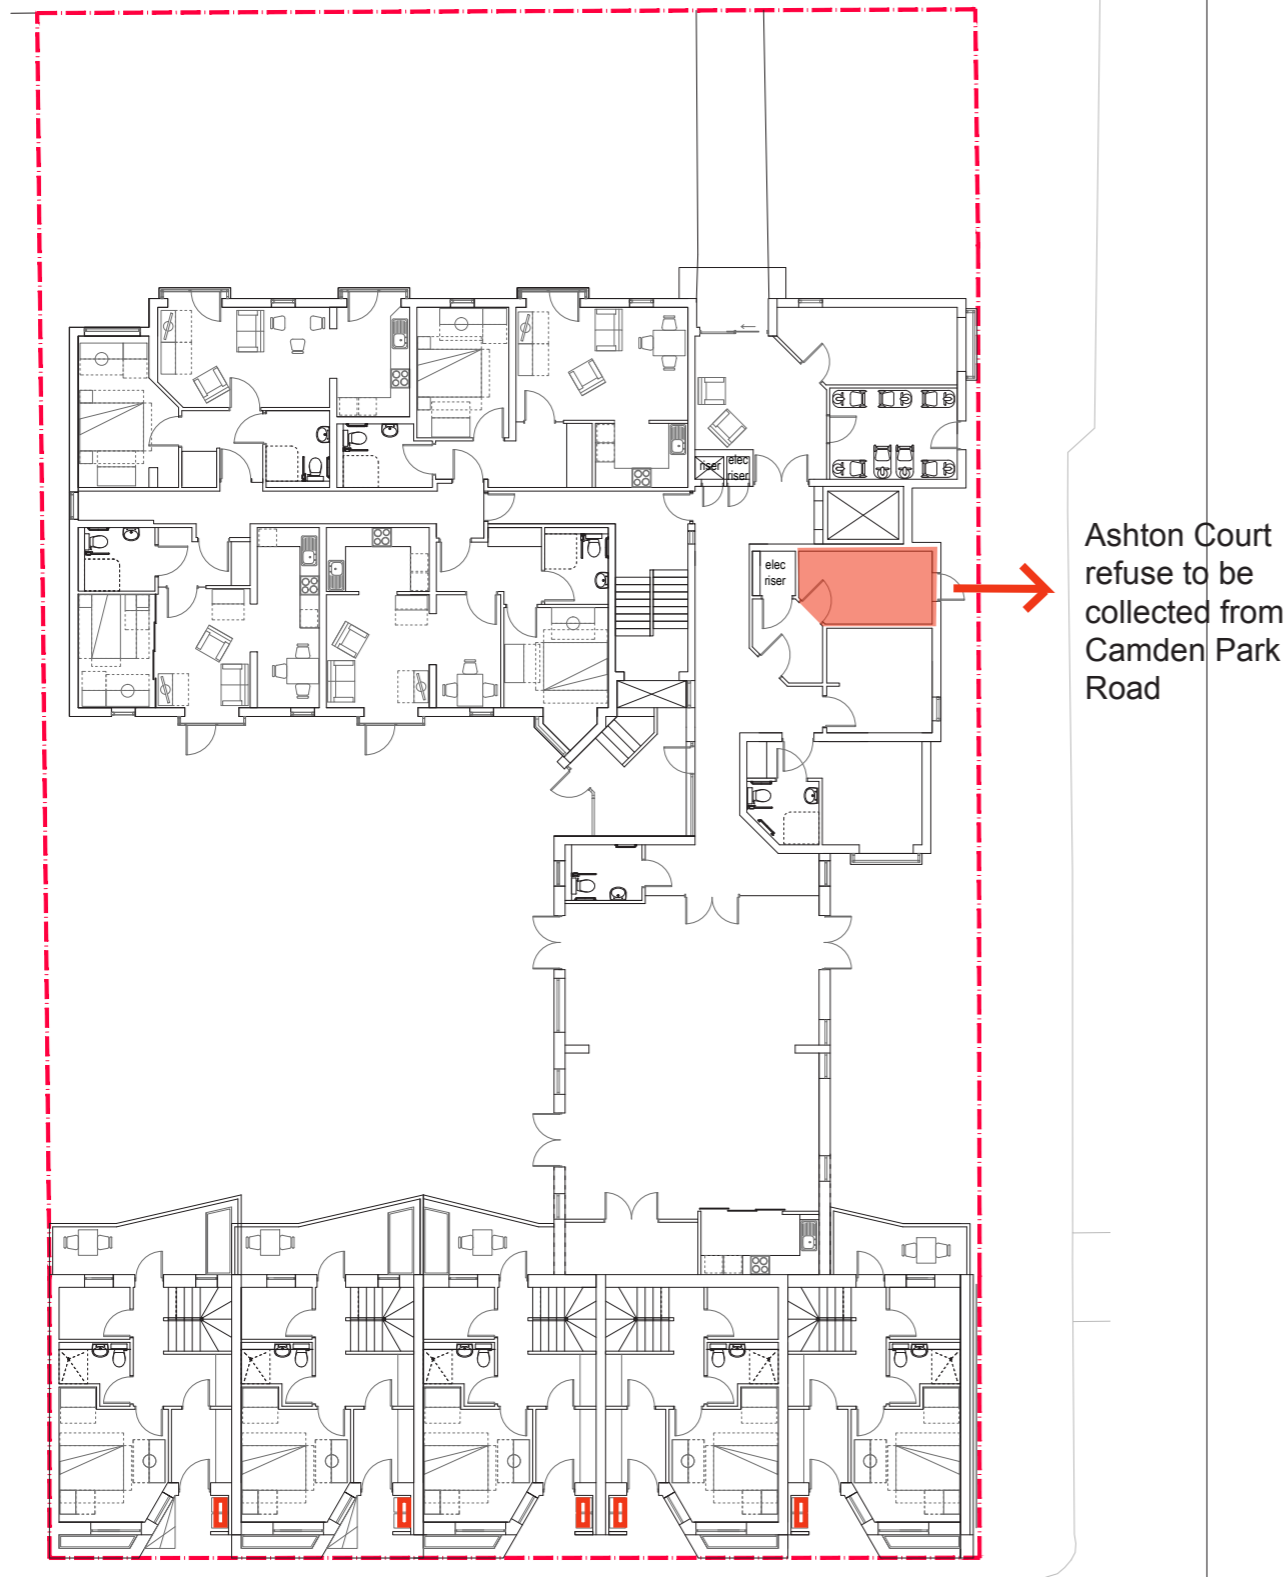 riser
elec
riser
elec
riser
Ashton Court
refuse to be
collected from
Camden Park
Road